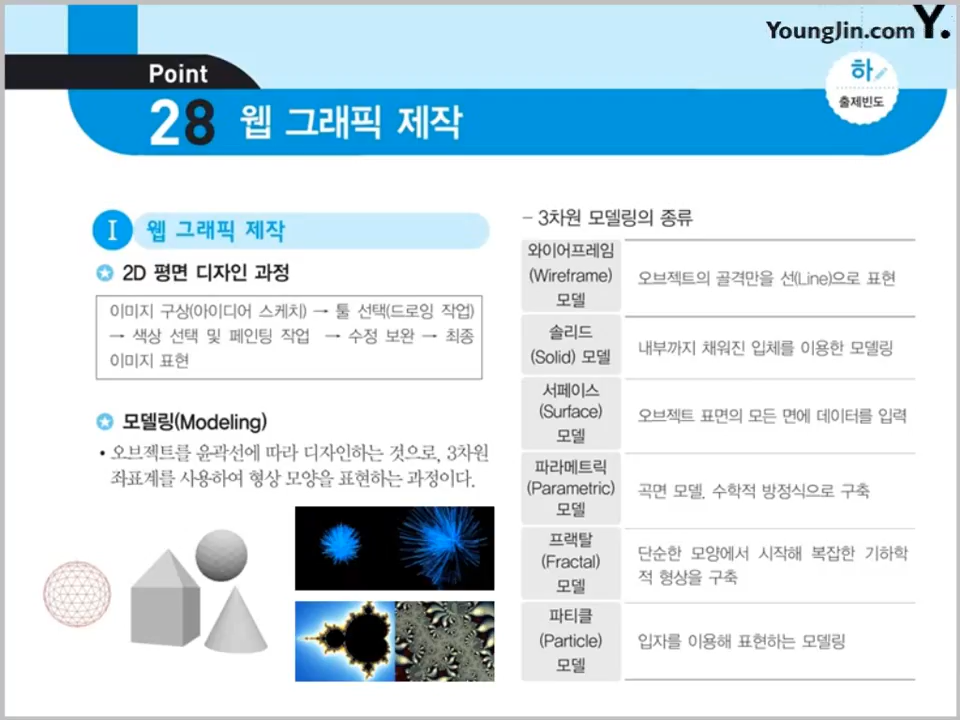 YoungJin.com Y.
Point
28 웹 그래픽 제작
하
출제빈도
I 웹 그래픽 제작
2D 평면 디자인 과정
이미지 구상(아이디어 스케치) → 툴 선택(드로잉 작업)
→ 색상 선택 및 페인팅 작업 → 수정 보완 → 최종
이미지 표현
모델링(Modeling)
• 오브젝트를 윤곽선에 따라 디자인하는 것으로, 3차원
좌표계를 사용하여 형상 모양을 표현하는 과정이다.
– 3차원 모델링의 종류
와이어프레임
(Wireframe)
모델
오브젝트의 골격만을 선(Line)으로 표현
솔리드
(Solid) 모델
내부까지 채워진 입체를 이용한 모델링
서페이스
(Surface)
모델
오브젝트 표면의 모든 면에 데이터를 입력
파라메트릭
(Parametric)
모델
곡면 모델. 수학적 방정식으로 구축
프랙탈
(Fractal)
모델
단순한 모양에서 시작해 복잡한 기하학
적 형상을 구축
파티클
(Particle)
모델
입자를 이용해 표현하는 모델링